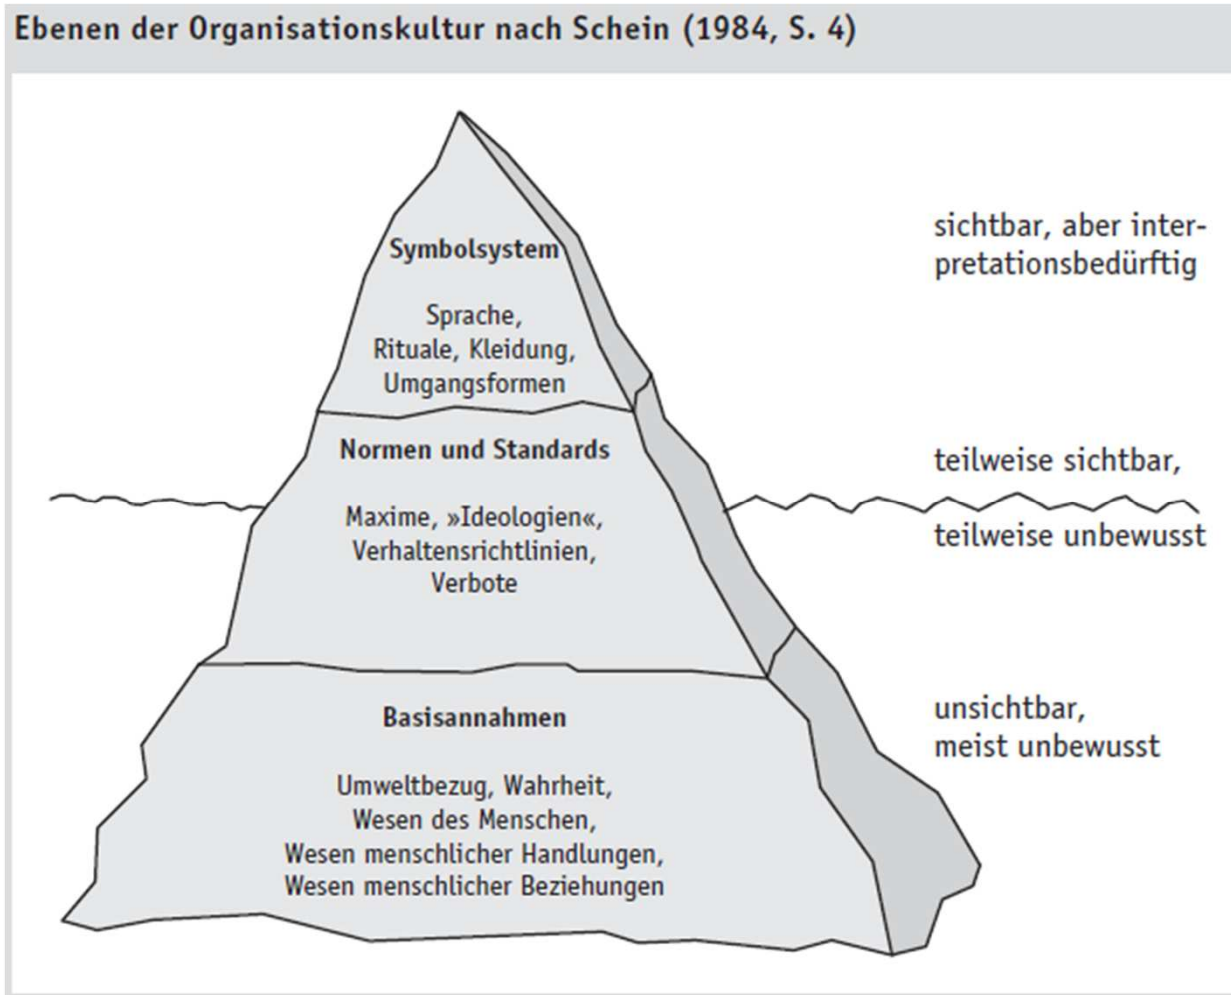 Ebenen der Organisationskultur nach Schein (1984, S. 4)
Symbolsystem
Sprache,
Rituale, Kleidung,
Umgangsformen
sichtbar, aber inter-
pretationsbedürftig
Normen und Standards
Maxime, »Ideologien«,
Verhaltensrichtlinien,
Verbote
teilweise sichtbar,
teilweise unbewusst
Basisannahmen
Umweltbezug, Wahrheit,
Wesen des Menschen,
Wesen menschlicher Handlungen,
Wesen menschlicher Beziehungen
unsichtbar,
meist unbewusst